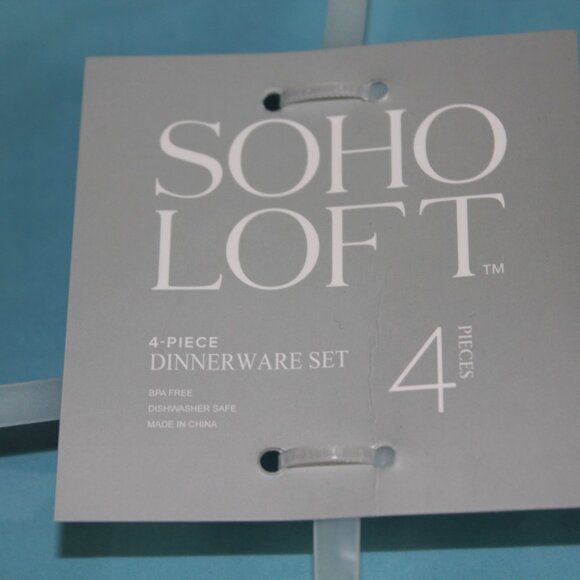 SOHO
LOFT™
4-PIECE
DINNERWARE SET
BPA FREE
DISHWASHER SAFE
MADE IN CHINA
4 PIECES